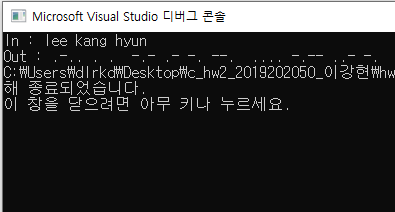 Microsoft Visual Studio 디버그 콘솔
In : lee kang hyun
Out : .-.. . .  -.- .- -. --.  .... -.-- ..- -.
C:\Users\dlrkd\Desktop\c_hw2_2019202050_이강현\hw
해 종료되었습니다.
이 창을 닫으려면 아무 키나 누르세요.